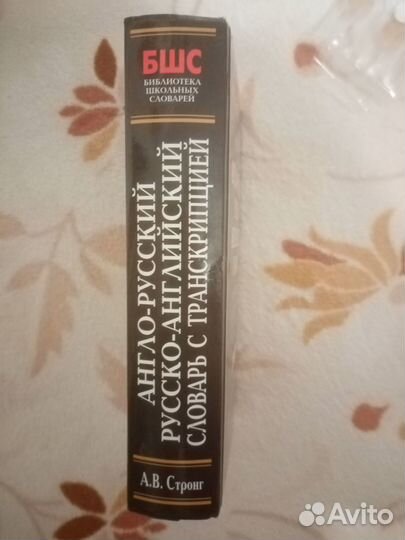 БШС
БИБЛИОТЕКА
ШКОЛЬНЫХ
СЛОВАРЕЙ
АНГЛО-РУССКИЙ
РУССКО-АНГЛИЙСКИЙ
СЛОВАРЬ С ТРАНСКРИПЦИЕЙ
А.В. Стронг
Avito